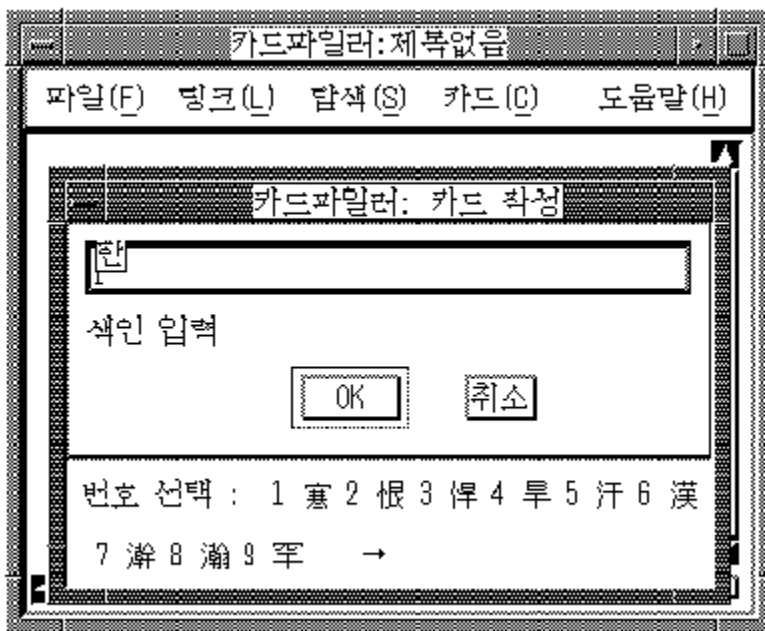 카드파일러:제목없음
파일(F) 링크(L) 탐색(S) 카드(C) 도움말(H)
카드파일러: 카드 작성
한
색인 입력
OK 취소
번호 선택 : 1 寒 2 恨 3 悍 4 旱 5 汗 6 漢
7 澣 8 瀚 9 罕 →